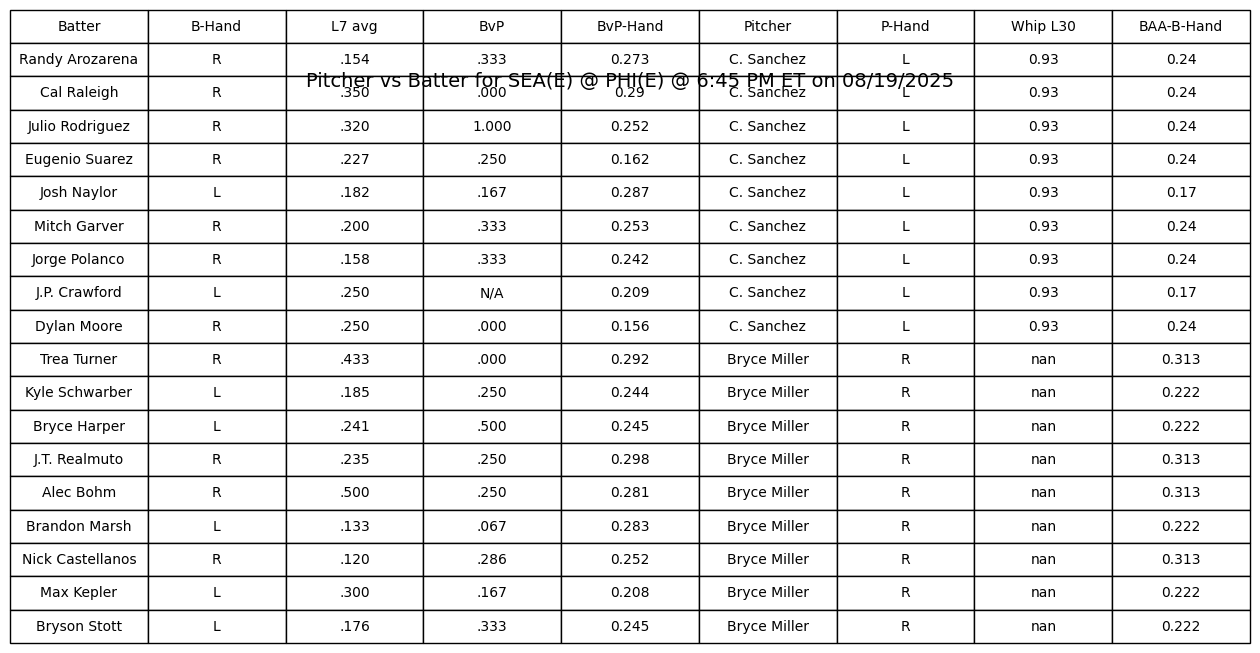 Batter B-Hand L7 avg BvP BvP-Hand Pitcher P-Hand Whip L30 BAA-B-Hand
Randy Arozarena R .154 .333 0.273 C. Sanchez L 0.93 0.24
Pitcher vs Batter for SEA(E) @ PHI(E) @ 6:45 PM ET on 08/19/2025
Cal Raleigh R .350 .000 0.29 C. Sanchez L 0.93 0.24
Julio Rodriguez R .320 1.000 0.252 C. Sanchez L 0.93 0.24
Eugenio Suarez R .227 .250 0.162 C. Sanchez L 0.93 0.24
Josh Naylor L .182 .167 0.287 C. Sanchez L 0.93 0.17
Mitch Garver R .200 .333 0.253 C. Sanchez L 0.93 0.24
Jorge Polanco R .158 .333 0.242 C. Sanchez L 0.93 0.24
J.P. Crawford L .250 N/A 0.209 C. Sanchez L 0.93 0.17
Dylan Moore R .250 .000 0.156 C. Sanchez L 0.93 0.24
Trea Turner R .433 .000 0.292 Bryce Miller R nan 0.313
Kyle Schwarber L .185 .250 0.244 Bryce Miller R nan 0.222
Bryce Harper L .241 .500 0.245 Bryce Miller R nan 0.222
J.T. Realmuto R .235 .250 0.298 Bryce Miller R nan 0.313
Alec Bohm R .500 .250 0.281 Bryce Miller R nan 0.313
Brandon Marsh L .133 .067 0.283 Bryce Miller R nan 0.222
Nick Castellanos R .120 .286 0.252 Bryce Miller R nan 0.313
Max Kepler L .300 .167 0.208 Bryce Miller R nan 0.222
Bryson Stott L .176 .333 0.245 Bryce Miller R nan 0.222